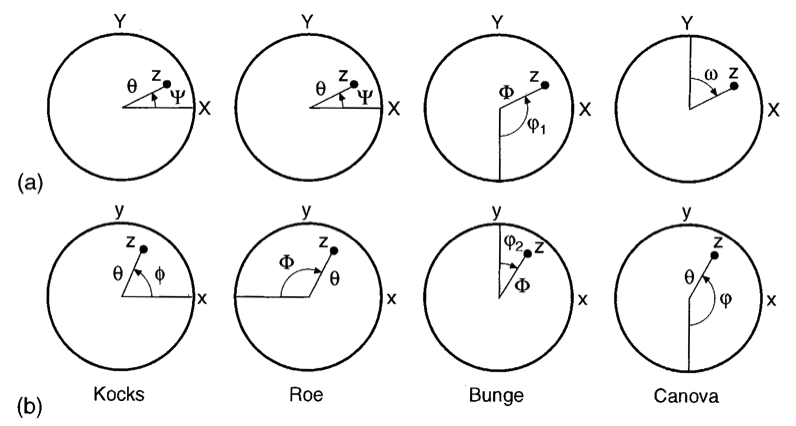 Y Y Y Y
θ z Ψ X θ z Ψ X Φ z φ1 X ω z X
(a)
y y y y
z θ ϕ x Φ z θ x φ2 z Φ x z θ φ x
(b)
Kocks Roe Bunge Canova